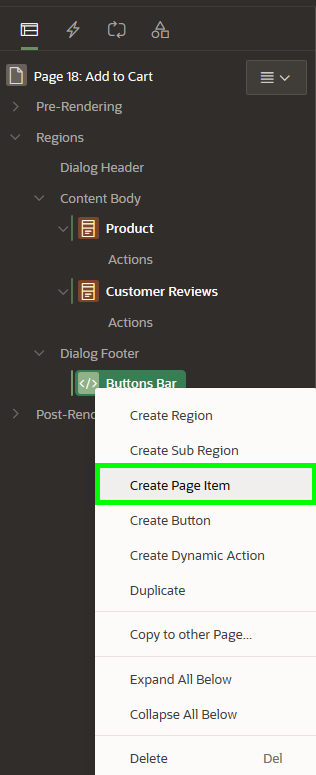 Page 18: Add to Cart
Pre-Rendering
Regions
Dialog Header
Content Body
Product
Actions
Customer Reviews
Actions
Dialog Footer
</> Buttons Bar
Post-Rend
Create Region
Create Sub Region
Create Page Item
Create Button
Create Dynamic Action
Duplicate
Copy to other Page...
Expand All Below
Collapse All Below
Delete Del